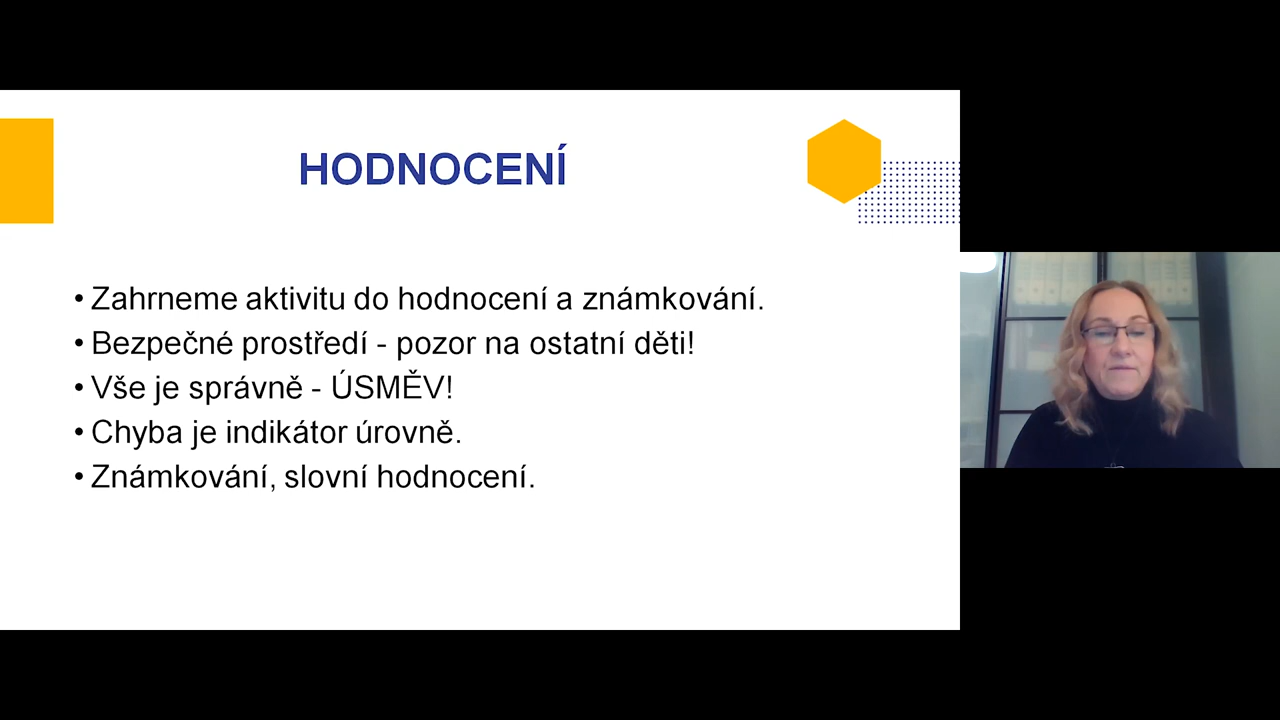 HODNOCENÍ
• Zahrneme aktivitu do hodnocení a známkování.
• Bezpečné prostředí - pozor na ostatní děti!
• Vše je správně - ÚSMĚV!
• Chyba je indikátor úrovně.
• Známkování, slovní hodnocení.